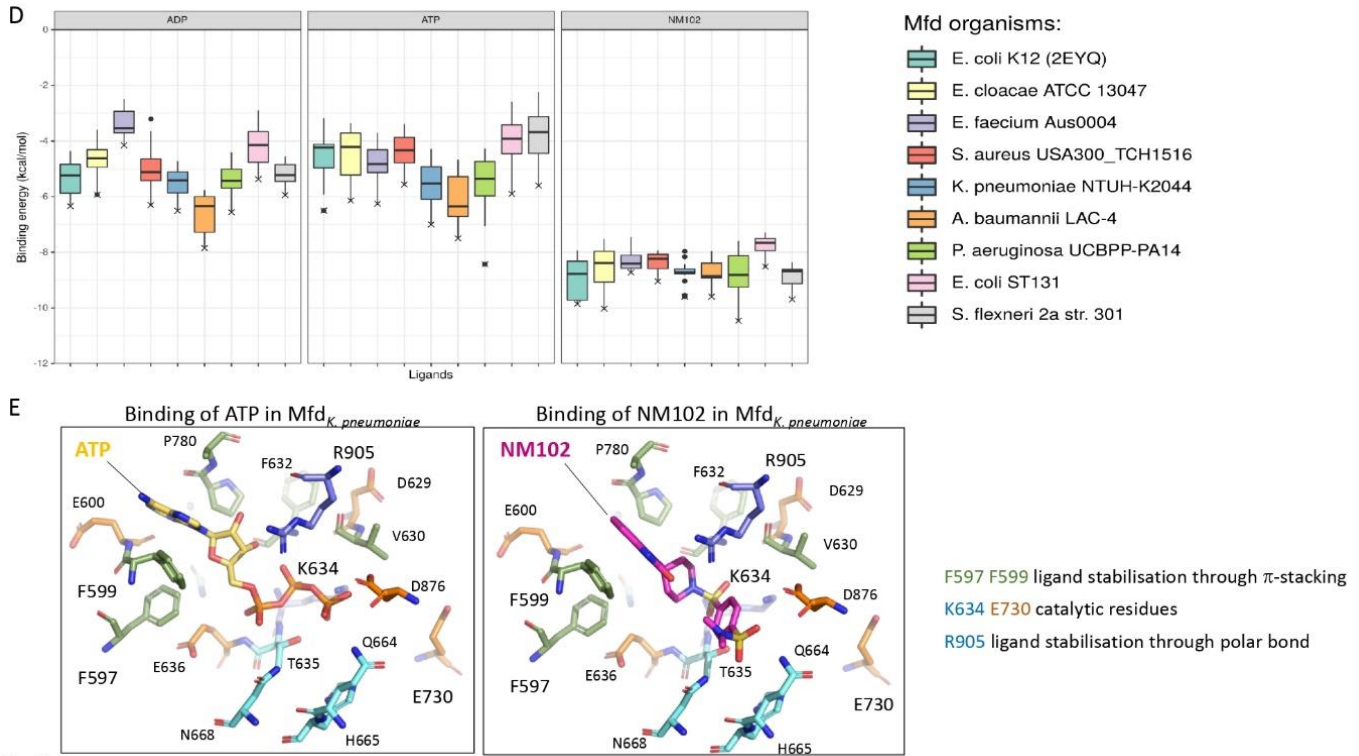 D
ADP
ATP
NM102
0
-2
-4
-6
-8
-10
-12
Binding energy (kcal/mol)
Ligands
Mfd organisms:
E. coli K12 (2EYQ)
E. cloacae ATCC 13047
E. faecium Aus0004
S. aureus USA300_TCH1516
K. pneumoniae NTUH-K2044
A. baumannii LAC-4
P. aeruginosa UCBPP-PA14
E. coli ST131
S. flexneri 2a str. 301
E
Binding of ATP in Mfd K. pneumoniae
ATP
P780
F632
R905
D629
E600
V630
F599
K634
D876
F597
E636
T635
Q664
E730
N668
H665
Binding of NM102 in Mfd K. pneumoniae
NM102
P780
F632
R905
D629
E600
V630
F599
K634
D876
F597
E636
T635
Q664
E730
N668
H665
F597 F599 ligand stabilisation through π-stacking
K634 E730 catalytic residues
R905 ligand stabilisation through polar bond